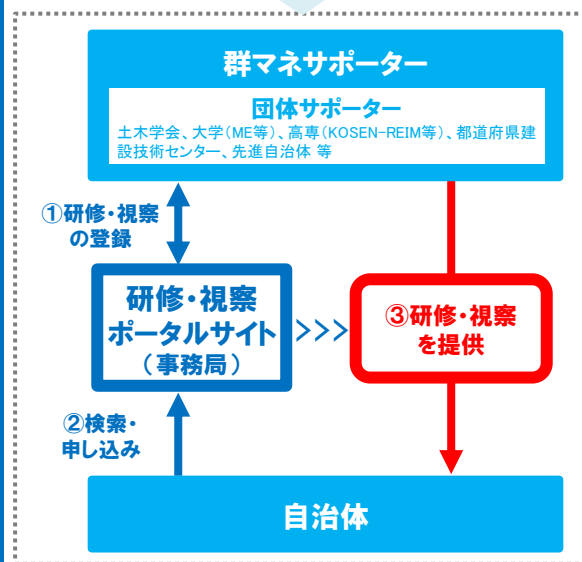 群マネサポーター
団体サポーター
土木学会、大学(ME等)、高専(KOSEN-REIM等)、都道府県建
設技術センター、先進自治体 等
①研修・視察
の登録
研修・視察
ポータルサイト
(事務局)
>>>
③研修・視察
を提供
②検索・
申し込み
自治体